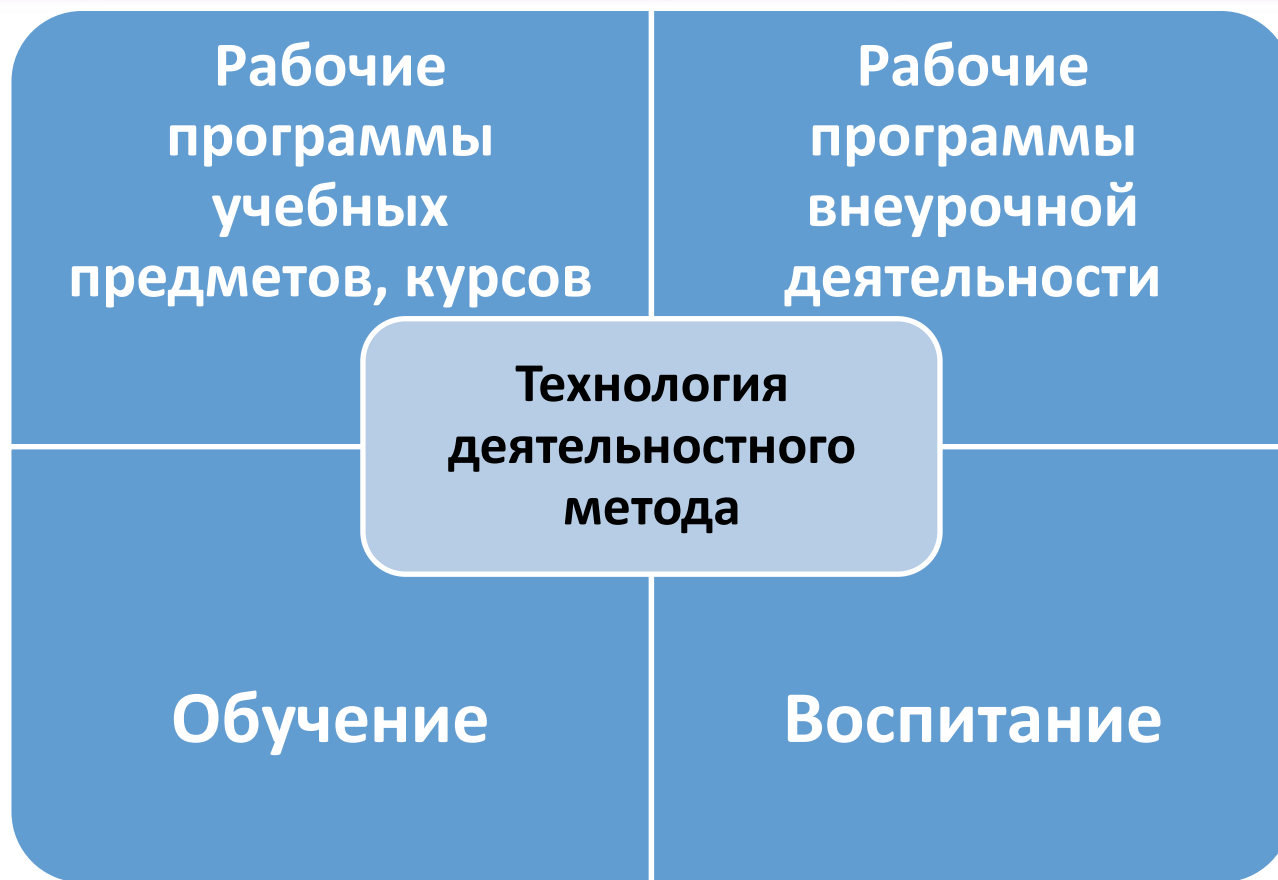 Рабочие
программы
учебных
предметов, курсов
Рабочие
программы
внеурочной
деятельности
Технология
деятельностного
метода
Обучение
Воспитание